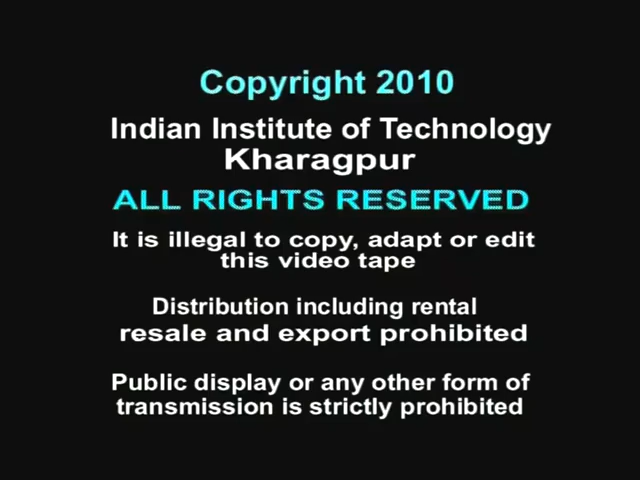 Copyright 2010
Indian Institute of Technology
Kharagpur
ALL RIGHTS RESERVED
It is illegal to copy, adapt or edit
this video tape
Distribution including rental
resale and export prohibited
Public display or any other form of
transmission is strictly prohibited